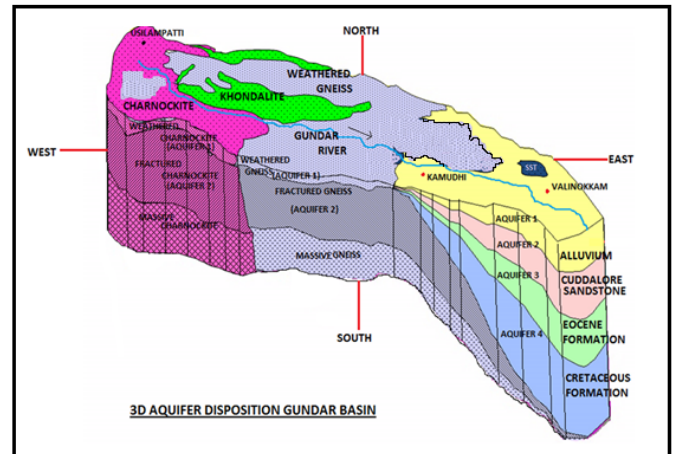 USILAMPATTI
NORTH
WEATHERED
GNEISS
KHONDALITE
CHARNOCKITE
WEATHERED
CHARNOCKITE
(AQUIFER 1)
GUNDAR
RIVER
WEST
EAST
SST
KAMUDHI
VALINOKKAM
FRACTURED
CHARNOCKITE
(AQUIFER 2)
WEATHERED
GNEISS
(AQUIFER 1)
FRACTURED GNEISS
(AQUIFER 2)
MASSIVE
CHARNOCKITE
MASSIVE GNEISS
AQUIFER 1
AQUIFER 2
AQUIFER 3
AQUIFER 4
ALLUVIUM
CUDDALORE
SANDSTONE
EOCENE
FORMATION
CRETACEOUS
FORMATION
SOUTH
3D AQUIFER DISPOSITION GUNDAR BASIN